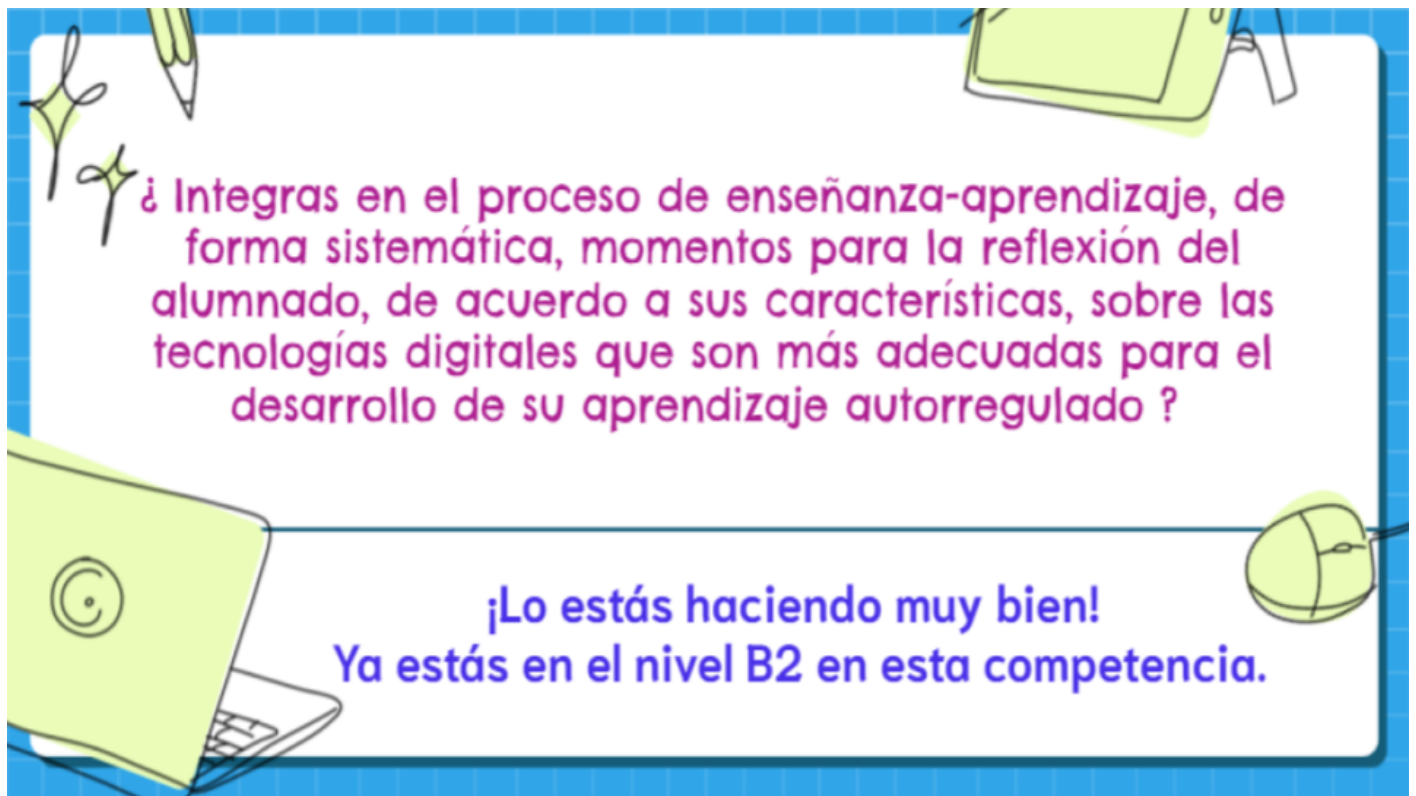 ¿ Integras en el proceso de enseñanza-aprendizaje, de
forma sistemática, momentos para la reflexión del
alumnado, de acuerdo a sus características, sobre las
tecnologías digitales que son más adecuadas para el
desarrollo de su aprendizaje autorregulado ?
¡Lo estás haciendo muy bien!
Ya estás en el nivel B2 en esta competencia.